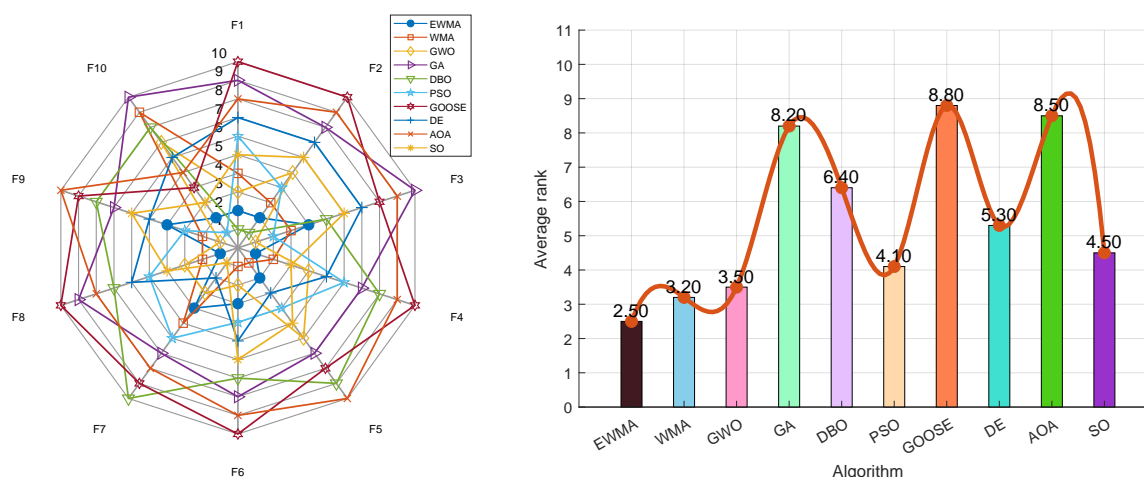 F1
F2
F3
F4
F5
F6
F7
F8
F9
F10
10
9
8
7
6
5
4
3
2
1
EWMA
WMA
GWO
GA
DBO
PSO
GOOSE
DE
AOA
SO
11
10
9
8
7
6
5
4
3
2
1
0
Average rank
2.50
3.20
3.50
8.20
6.40
4.10
8.80
5.30
8.50
4.50
EWMA
WMA
GWO
GA
DBO
PSO
GOOSE
DE
AOA
SO
Algorithm